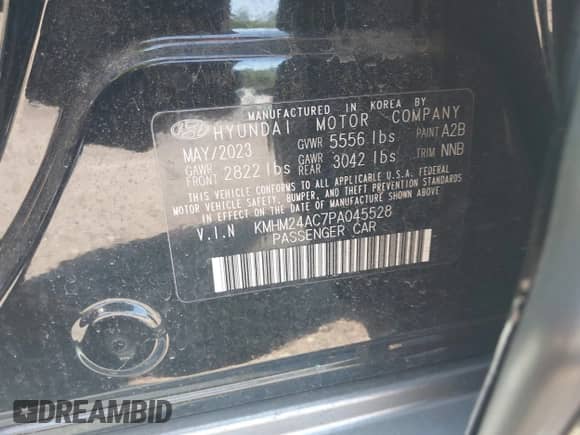 MANUFACTURED IN KOREA BY
HYUNDAI MOTOR COMPANY
MAY/2023 GVWR 5556 lbs PAINT A2B
GAWR FRONT 2822 lbs GAWR REAR 3042 lbs TRIM NNB
THIS VEHICLE CONFORMS TO ALL APPLICABLE U.S.A. FEDERAL
MOTOR VEHICLE SAFETY, BUMPER, AND THEFT PREVENTION STANDARDS
IN EFFECT ON THE DATE OF MANUFACTURE SHOWN ABOVE.
V.I.N KMHM24AC7PA045528
PASSENGER CAR
DREAMBID